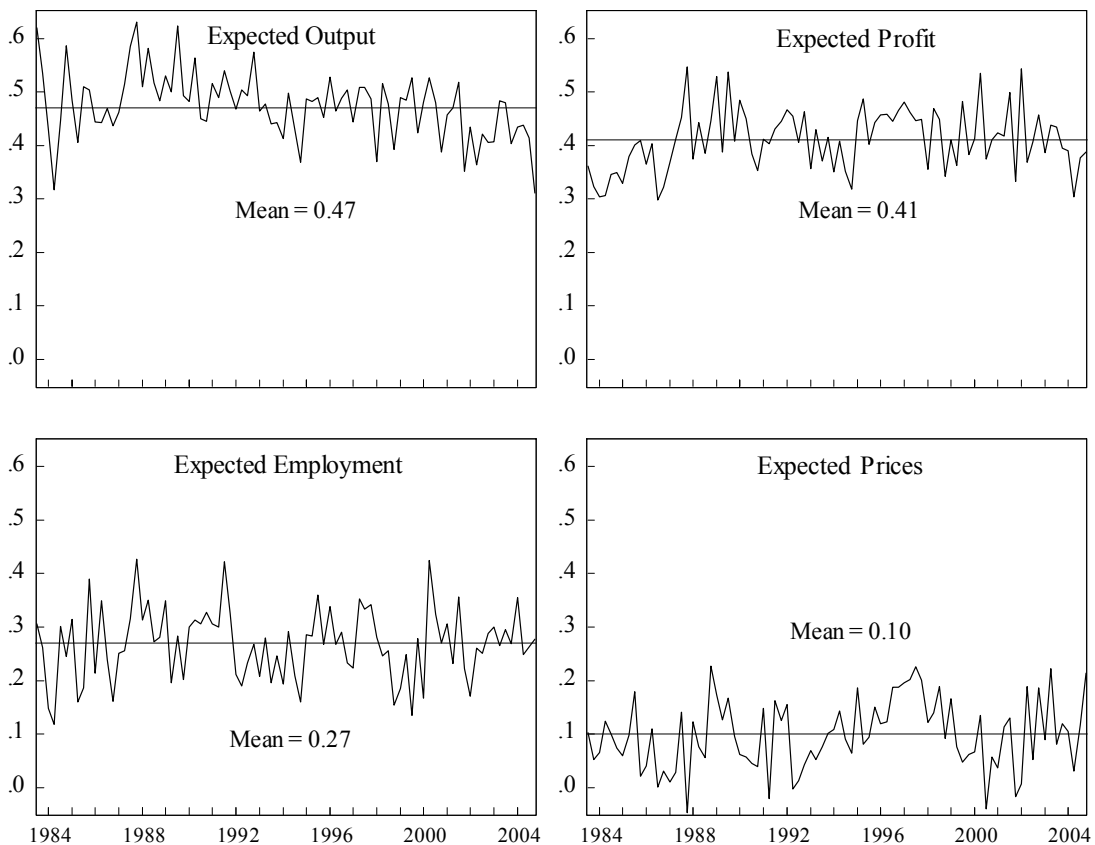 Expected Output
.6
.5
.4
.3
.2
.1
.0
Mean = 0.47
Expected Profit
.6
.5
.4
.3
.2
.1
.0
Mean = 0.41
Expected Employment
.6
.5
.4
.3
.2
.1
.0
Mean = 0.27
1984 1988 1992 1996 2000 2004
Expected Prices
.6
.5
.4
.3
.2
.1
.0
Mean = 0.10
1984 1988 1992 1996 2000 2004